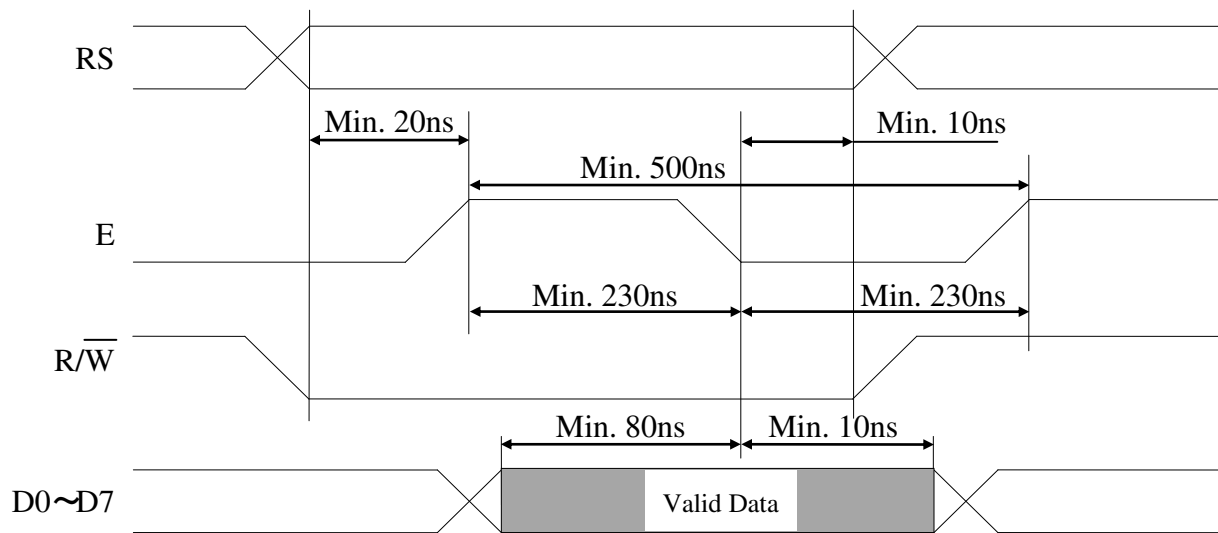 RS
Min. 20ns
Min. 10ns
Min. 500ns
E
Min. 230ns
Min. 230ns
R/W̅
Min. 80ns
Min. 10ns
D0~D7
Valid Data